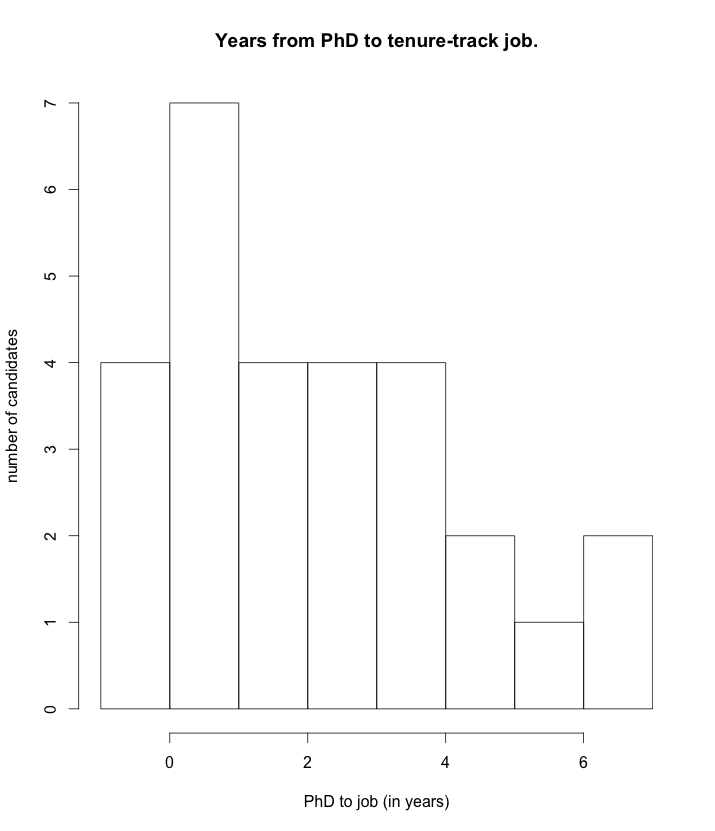 Years from PhD to tenure-track job.
7
6
5
4
3
2
1
0
number of candidates
0 2 4 6
PhD to job (in years)